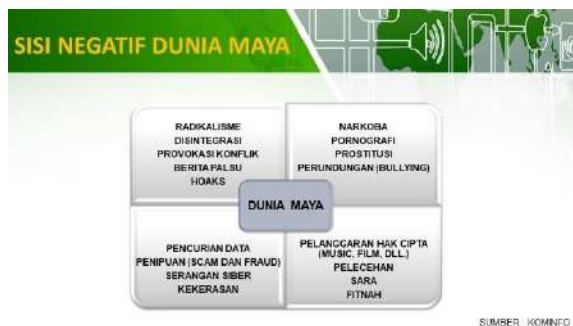 SISI NEGATIF DUNIA MAYA
RADIKALISME
DISINTEGRASI
PROVOKASI KONFLIK
BERITA PALSU
HOAKS
NARKOBA
PORNOGRAFI
PROSTITUSI
PERUNDUNGAN (BULLYING)
DUNIA MAYA
PENCURIAN DATA
PENIPUAN (SCAM DAN FRAUD)
SERANGAN SIBER
KEKERASAN
PELANGGARAN HAK CIPTA
(MUSIC, FILM, DLL.)
PELECEHAN
SARA
FITNAH
SUMBER : KOMINFO